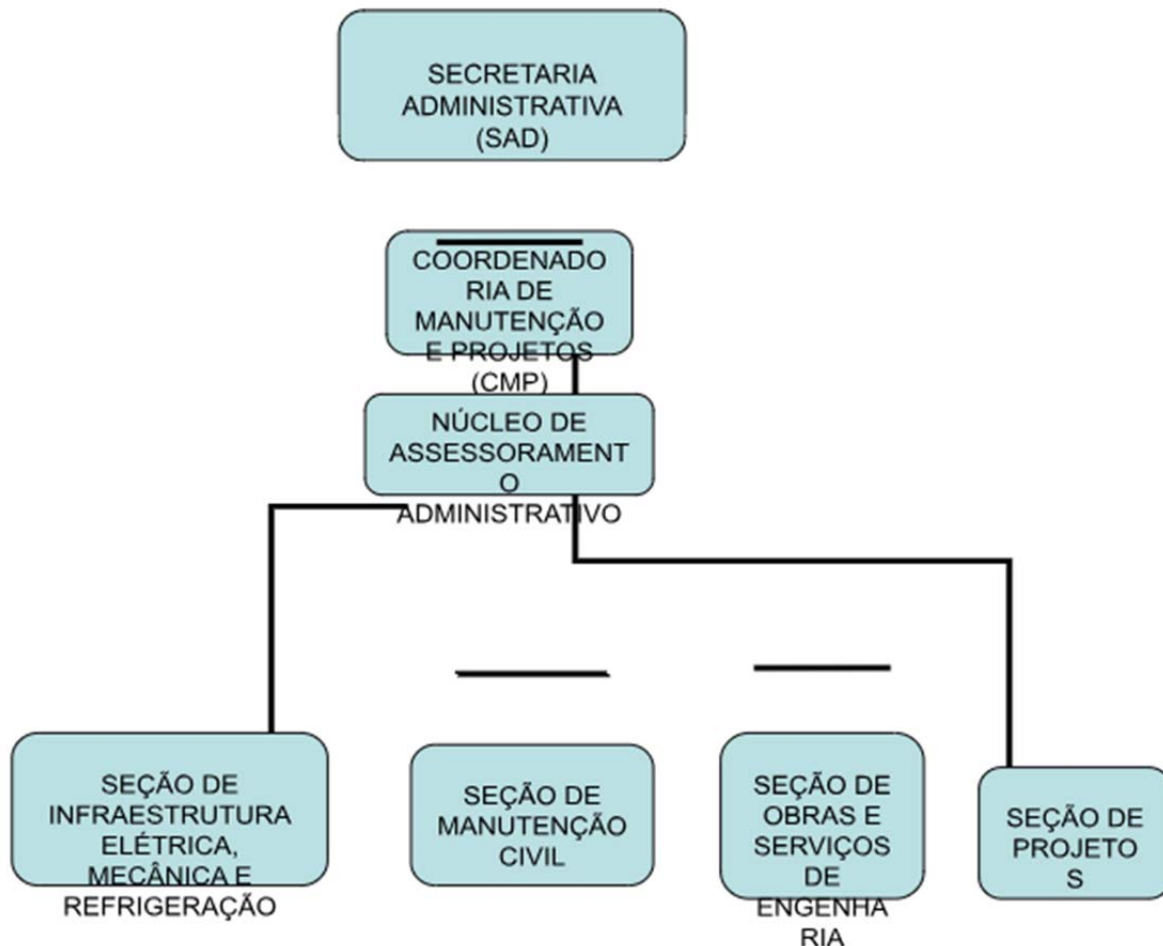 SECRETARIA
ADMINISTRATIVA
(SAD)
COORDENADO
RIA DE
MANUTENÇÃO
E PROJETOS
(CMP)
NÚCLEO DE
ASSESSORAMENT
O
ADMINISTRATIVO
SEÇÃO DE
INFRAESTRUTURA
ELÉTRICA,
MECÂNICA E
REFRIGERAÇÃO
SEÇÃO DE
MANUTENÇÃO
CIVIL
SEÇÃO DE
OBRAS E
SERVIÇOS
DE
ENGENHA
RIA
SEÇÃO DE
PROJETO
S